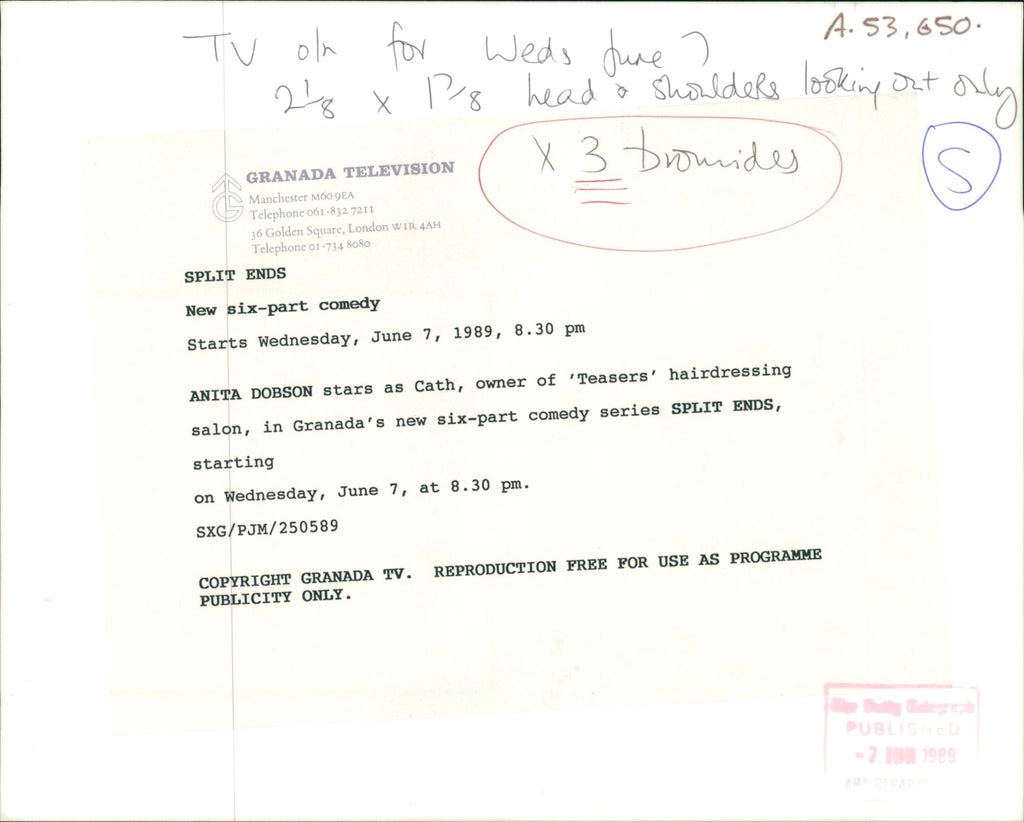 A.53,650.
TV o/n for Weds June 7
2 1/8 x 1 7/8 head & shoulders looking out only
X 3 bromides
S
GRANADA TELEVISION
Manchester M60 9EA
Telephone 061-832 7211
36 Golden Square, London W1R 4AH
Telephone 01-734 8080
SPLIT ENDS
New six-part comedy
Starts Wednesday, June 7, 1989, 8.30 pm
ANITA DOBSON stars as Cath, owner of 'Teasers' hairdressing
salon, in Granada's new six-part comedy series SPLIT ENDS,
starting
on Wednesday, June 7, at 8.30 pm.
SXG/PJM/250589
COPYRIGHT GRANADA TV. REPRODUCTION FREE FOR USE AS PROGRAMME
PUBLICITY ONLY.
The Daily Telegraph
PUBLISHED
-7 JUN 1989
ART DEPART